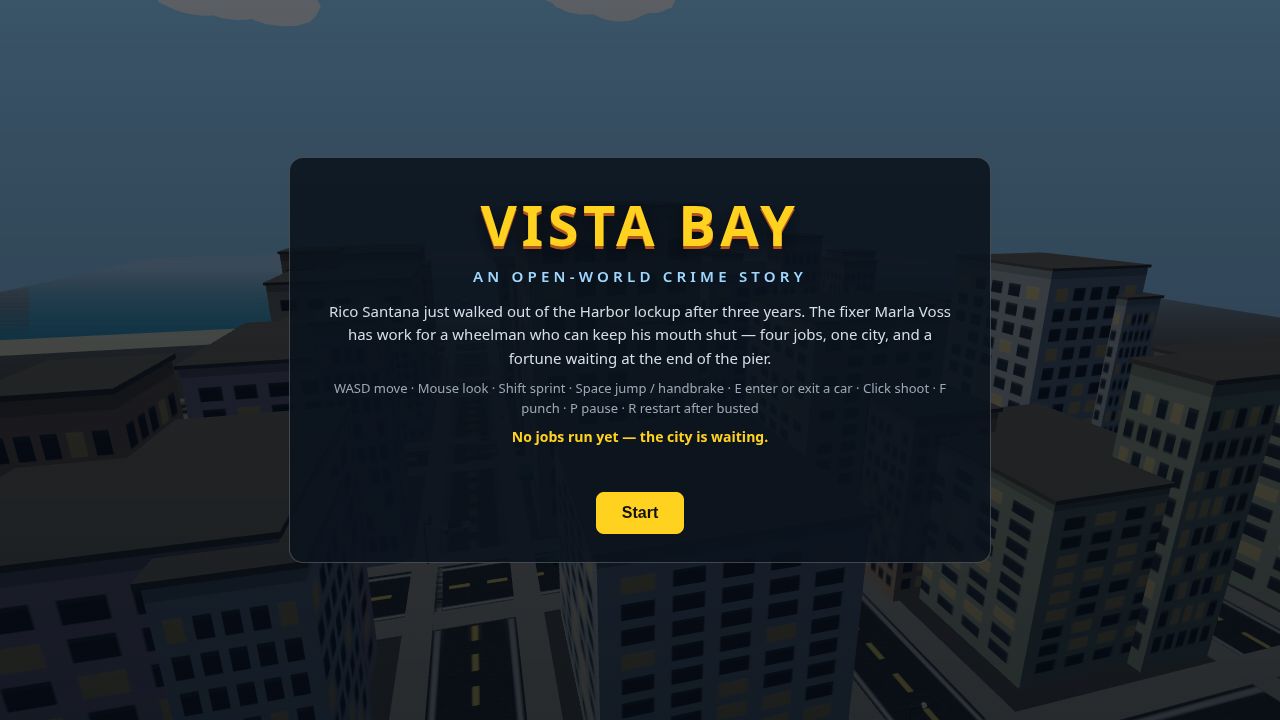 VISTA BAY
AN OPEN-WORLD CRIME STORY
Rico Santana just walked out of the Harbor lockup after three years. The fixer Marla Voss
has work for a wheelman who can keep his mouth shut — four jobs, one city, and a
fortune waiting at the end of the pier.
WASD move · Mouse look · Shift sprint · Space jump / handbrake · E enter or exit a car · Click shoot · F
punch · P pause · R restart after busted
No jobs run yet — the city is waiting.
Start